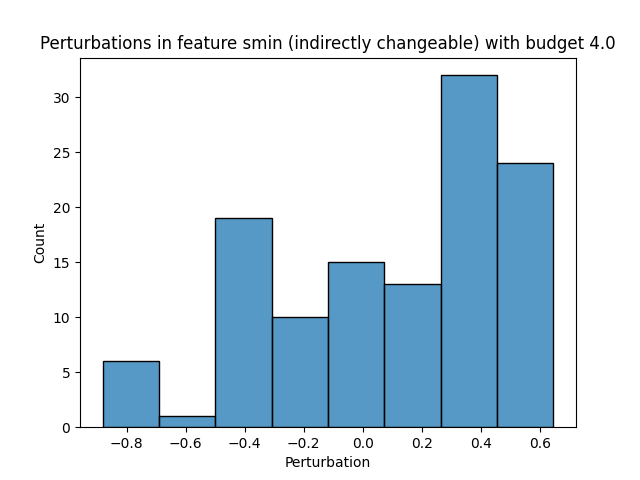 Perturbations in feature smin (indirectly changeable) with budget 4.0
Count
30
25
20
15
10
5
0
−0.8 −0.6 −0.4 −0.2 0.0 0.2 0.4 0.6
Perturbation